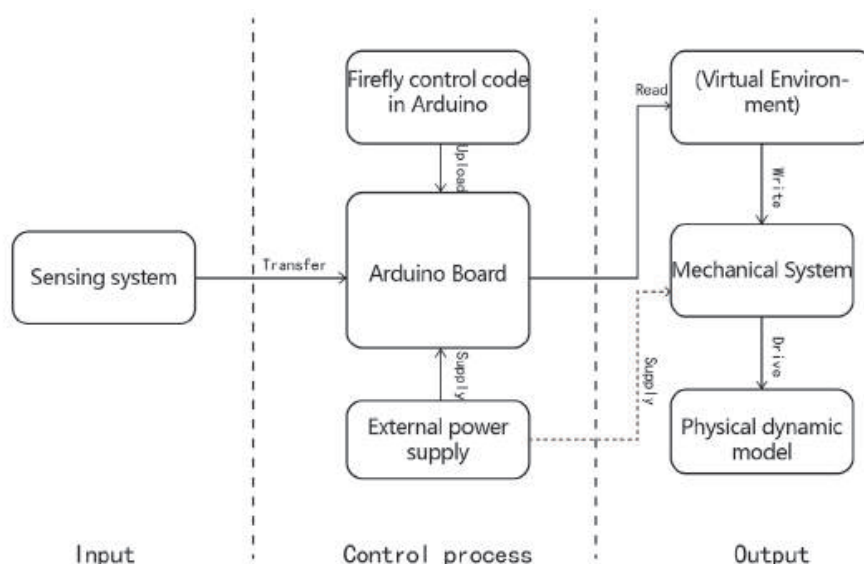 Firefly control code
in Arduino
Upload
Read
(Virtual Environ-
ment)
Write
Sensing system
Transfer
Arduino Board
Mechanical System
Supply
Supply
Drive
External power
supply
Physical dynamic
model
Input
Control process
Output